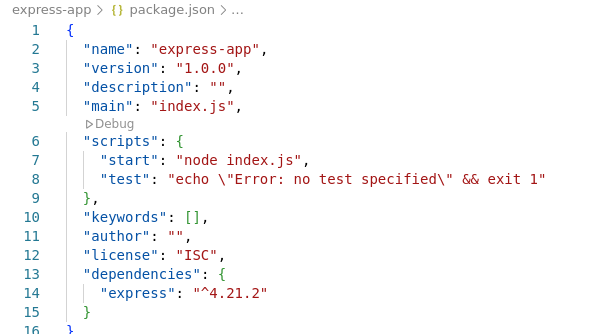 express-app > {} package.json > ...
1 {
2 "name": "express-app",
3 "version": "1.0.0",
4 "description": "",
5 "main": "index.js",
Debug
6 "scripts": {
7 "start": "node index.js",
8 "test": "echo \"Error: no test specified\" && exit 1"
9 },
10 "keywords": [],
11 "author": "",
12 "license": "ISC",
13 "dependencies": {
14 "express": "^4.21.2"
15 }
16 }